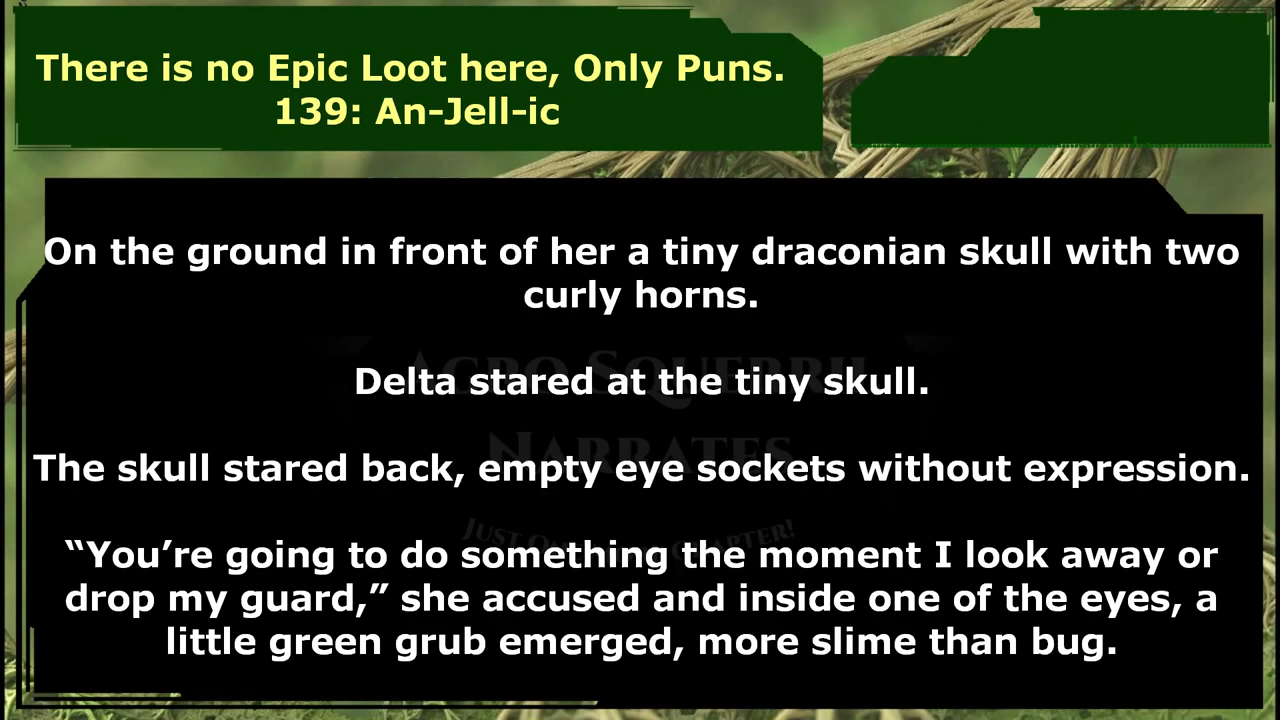 There is no Epic Loot here, Only Puns.
139: An-Jell-ic
On the ground in front of her a tiny draconian skull with two
curly horns.
Delta stared at the tiny skull.
The skull stared back, empty eye sockets without expression.
“You’re going to do something the moment I look away or
drop my guard,” she accused and inside one of the eyes, a
little green grub emerged, more slime than bug.
Agro Squerril
Narrates